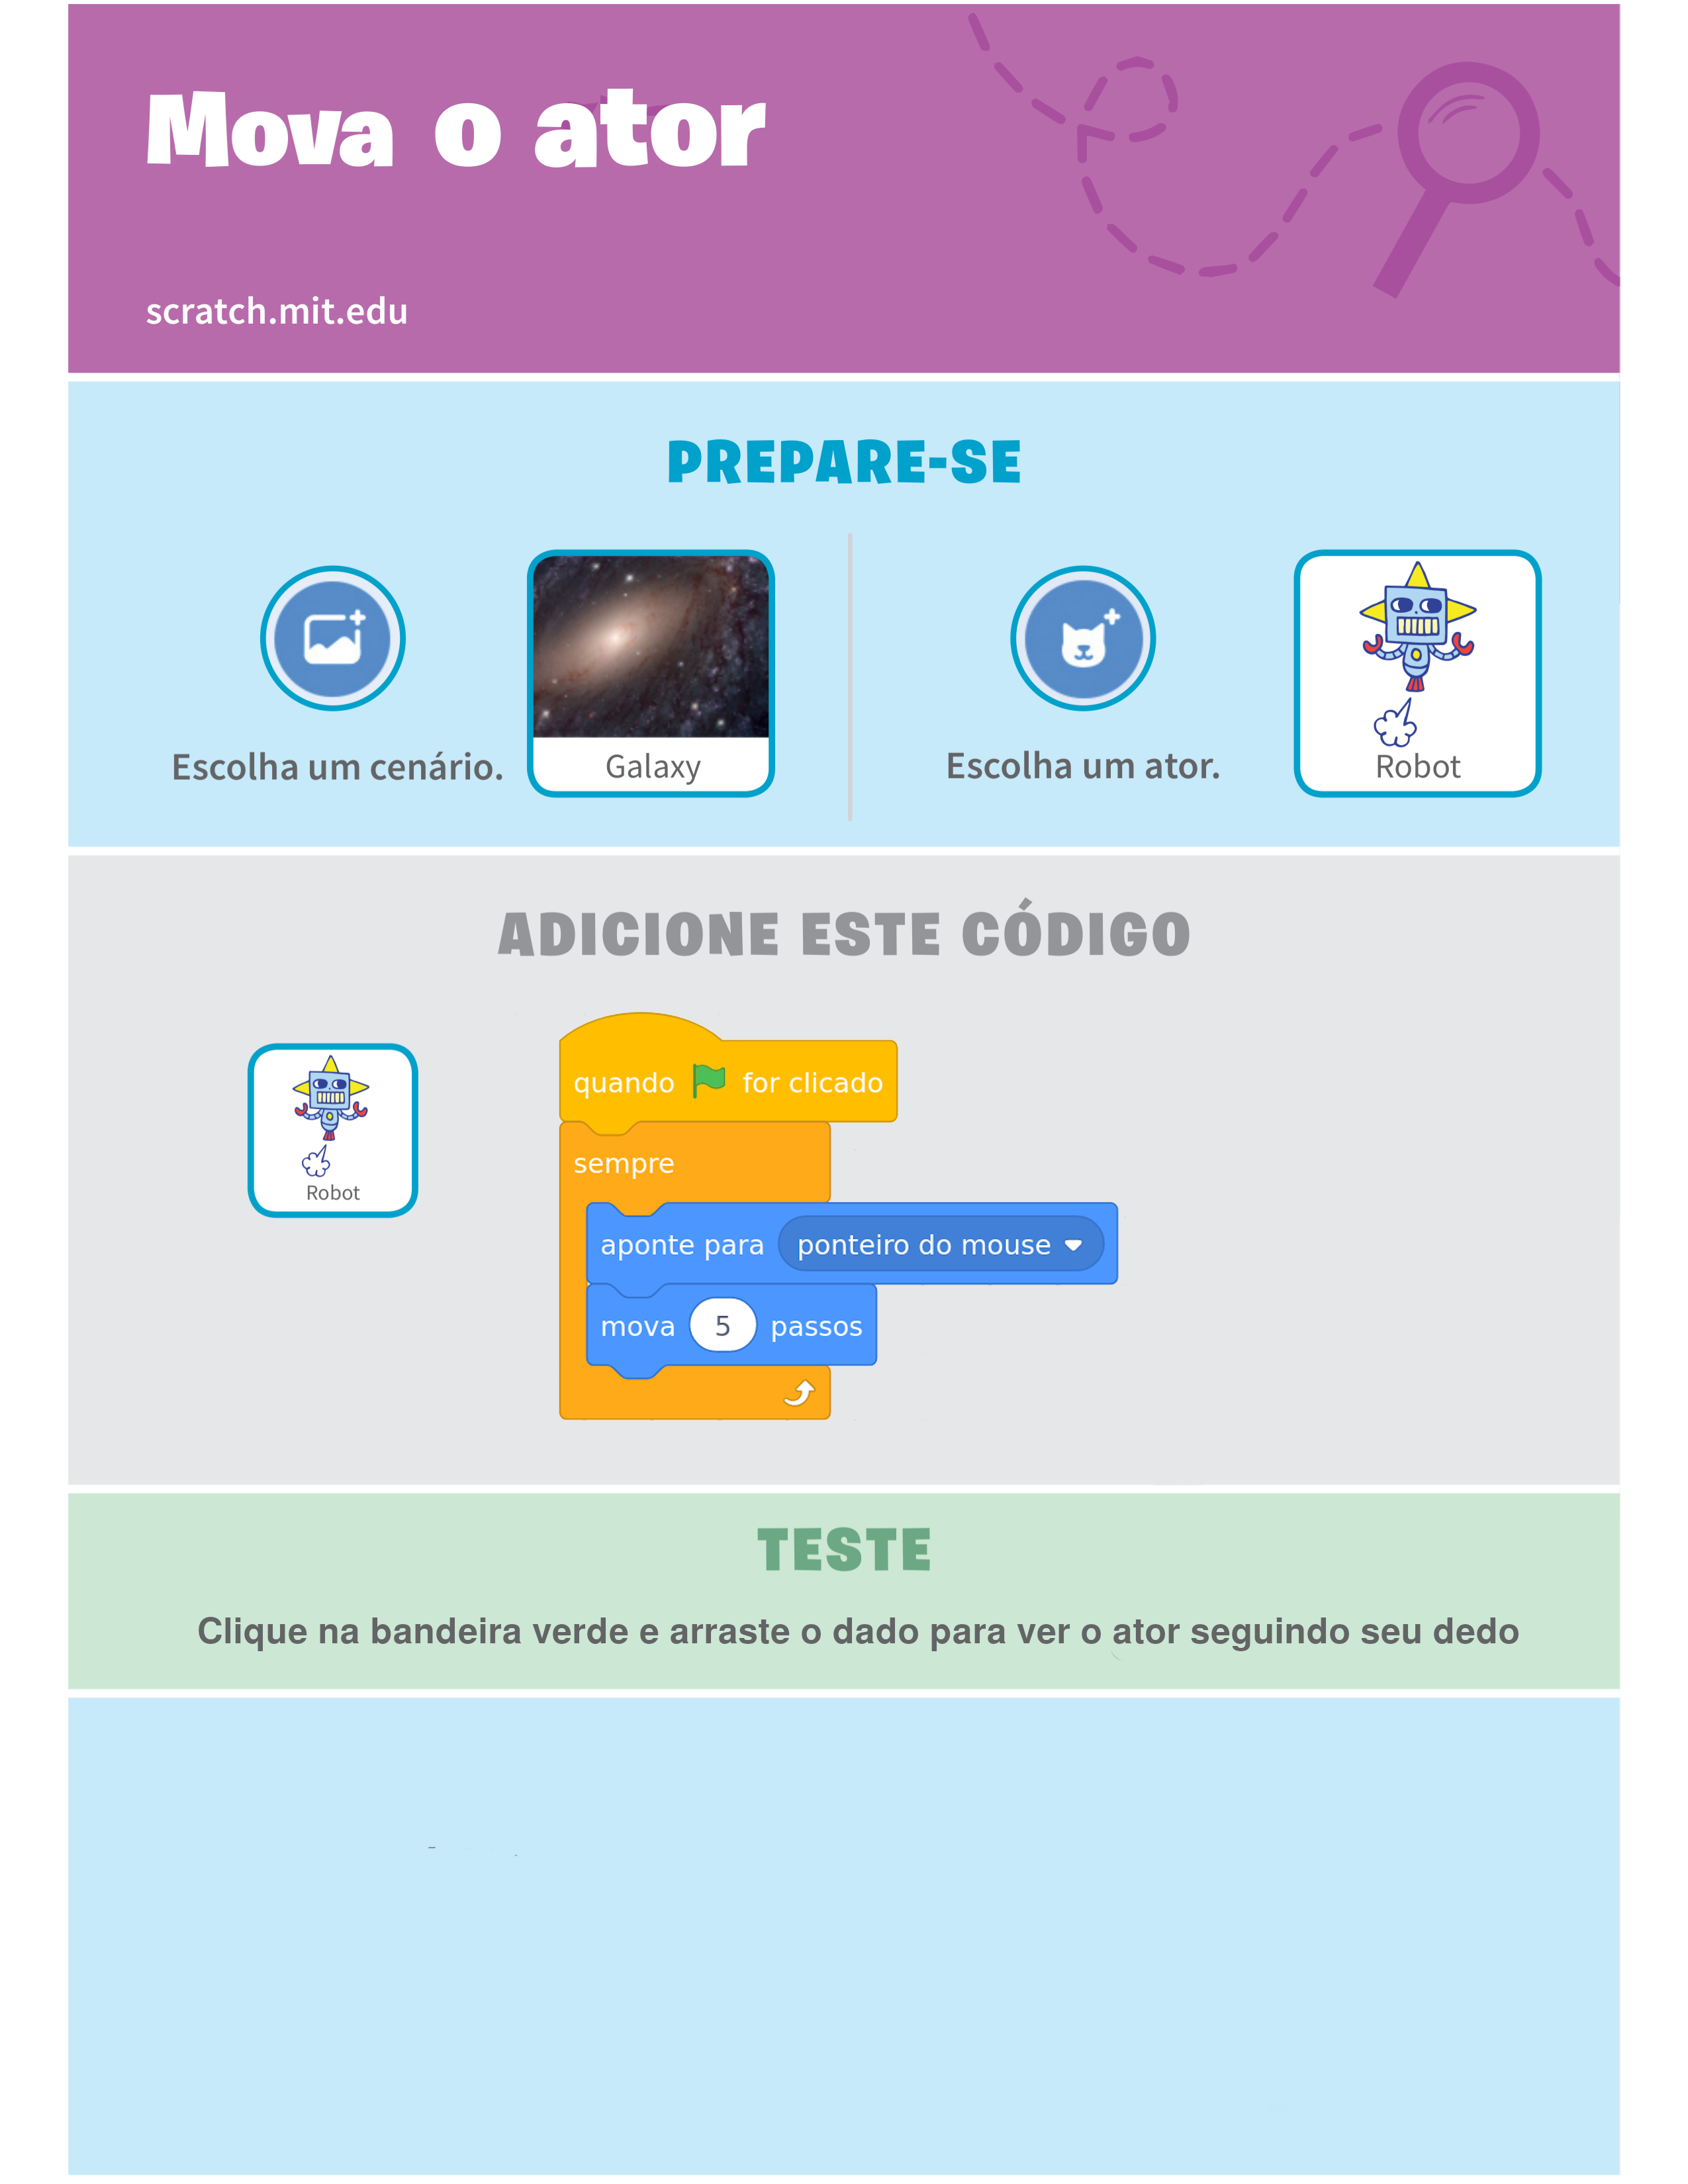 Mova o ator
scratch.mit.edu
PREPARE-SE
Escolha um cenário.
Galaxy
Escolha um ator.
Robot
ADICIONE ESTE CÓDIGO
Robot
quando for clicado
sempre
aponte para ponteiro do mouse
mova 5 passos
TESTE
Clique na bandeira verde e arraste o dado para ver o ator seguindo seu dedo